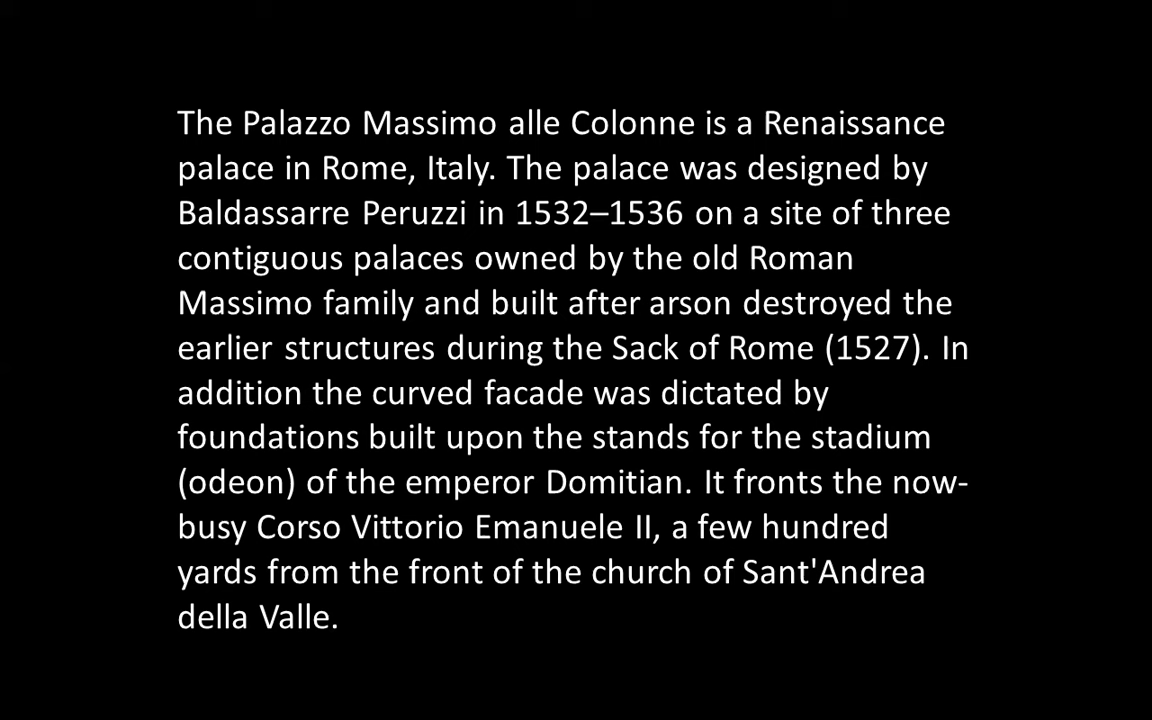 The Palazzo Massimo alle Colonne is a Renaissance
palace in Rome, Italy. The palace was designed by
Baldassarre Peruzzi in 1532–1536 on a site of three
contiguous palaces owned by the old Roman
Massimo family and built after arson destroyed the
earlier structures during the Sack of Rome (1527). In
addition the curved facade was dictated by
foundations built upon the stands for the stadium
(odeon) of the emperor Domitian. It fronts the now-
busy Corso Vittorio Emanuele II, a few hundred
yards from the front of the church of Sant'Andrea
della Valle.